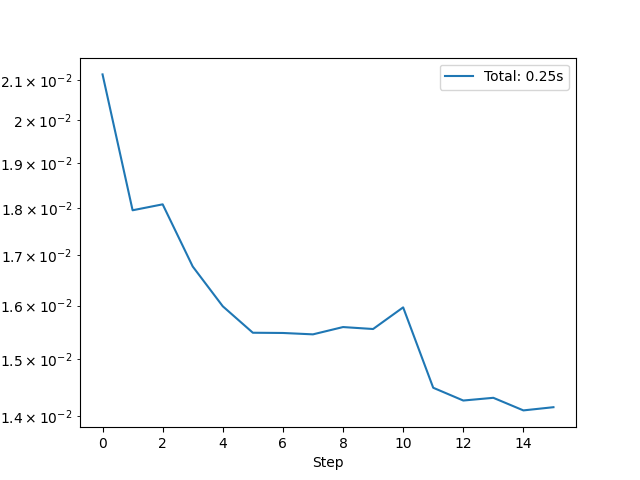 Total: 0.25s
2.1 × 10⁻²
2 × 10⁻²
1.9 × 10⁻²
1.8 × 10⁻²
1.7 × 10⁻²
1.6 × 10⁻²
1.5 × 10⁻²
1.4 × 10⁻²
0 2 4 6 8 10 12 14
Step